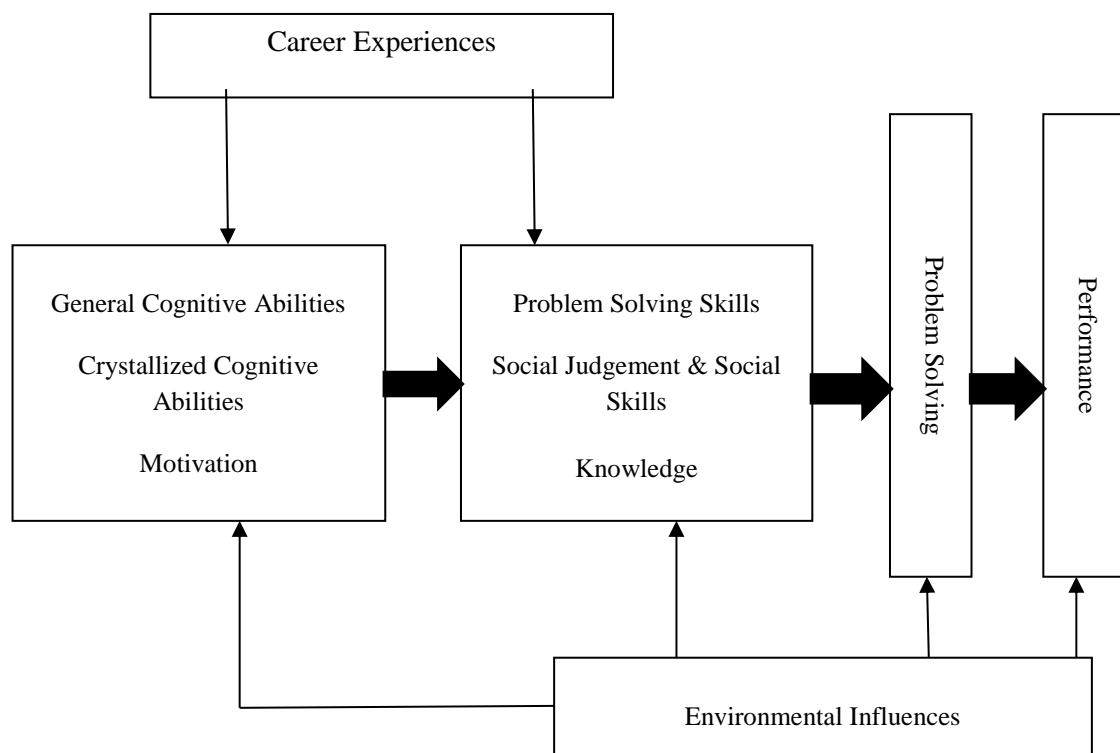 Career Experiences
General Cognitive Abilities
Crystallized Cognitive
Abilities
Motivation
Problem Solving Skills
Social Judgement & Social
Skills
Knowledge
Problem Solving
Performance
Environmental Influences